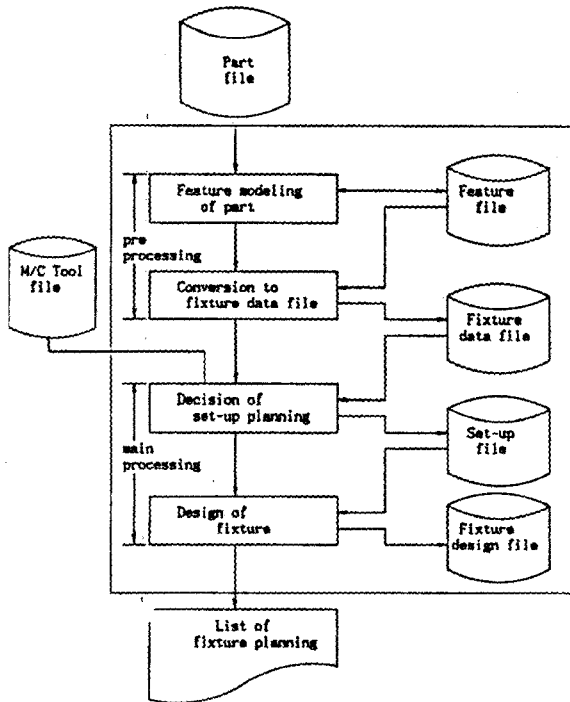 Part
file
Feature modeling
of part
Feature
file
pre
processing
M/C Tool
file
Conversion to
fixture data file
Fixture
data file
Decision of
set-up planning
Set-up
file
main
processing
Design of
fixture
Fixture
design file
List of
fixture planning